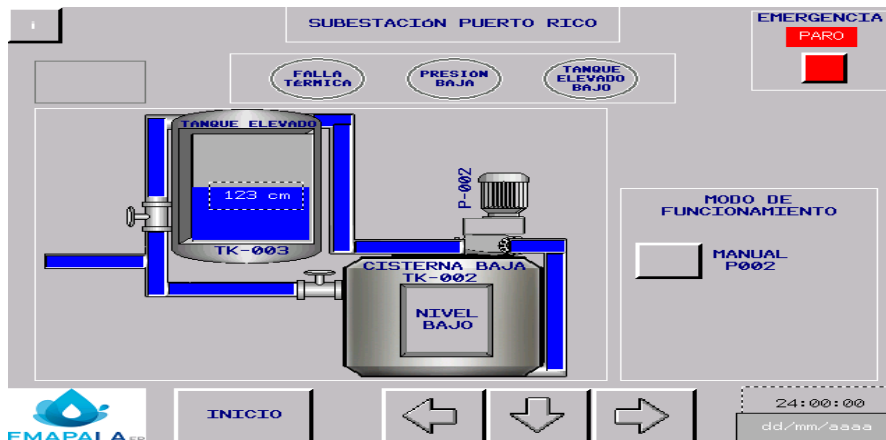 i
SUBESTACIÓN PUERTO RICO
EMERGENCIA
PARO
FALLA
TÉRMICA
PRESION
BAJA
TANQUE
ELEVADO
BAJO
TANQUE ELEVADO
123 cm
TK-003
P-002
CISTERNA BAJA
TK-002
NIVEL
BAJO
MODO DE
FUNCIONAMIENTO
MANUAL
P002
EMAPALA EP
INICIO
24:00:00
dd/mm/aaaa